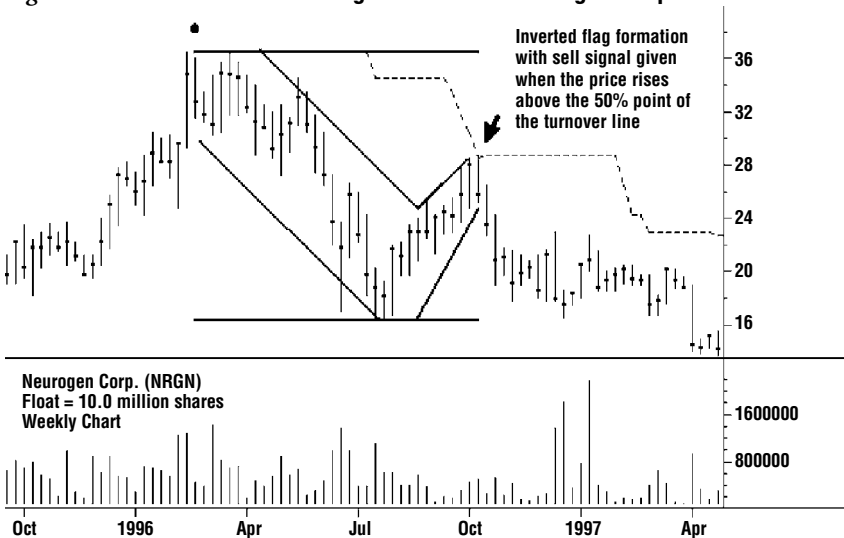 Inverted flag formation
with sell signal given
when the price rises
above the 50% point of
the turnover line
36
32
28
24
20
16
Neurogen Corp. (NRGN)
Float = 10.0 million shares
Weekly Chart
1600000
800000
Oct 1996 Apr Jul Oct 1997 Apr